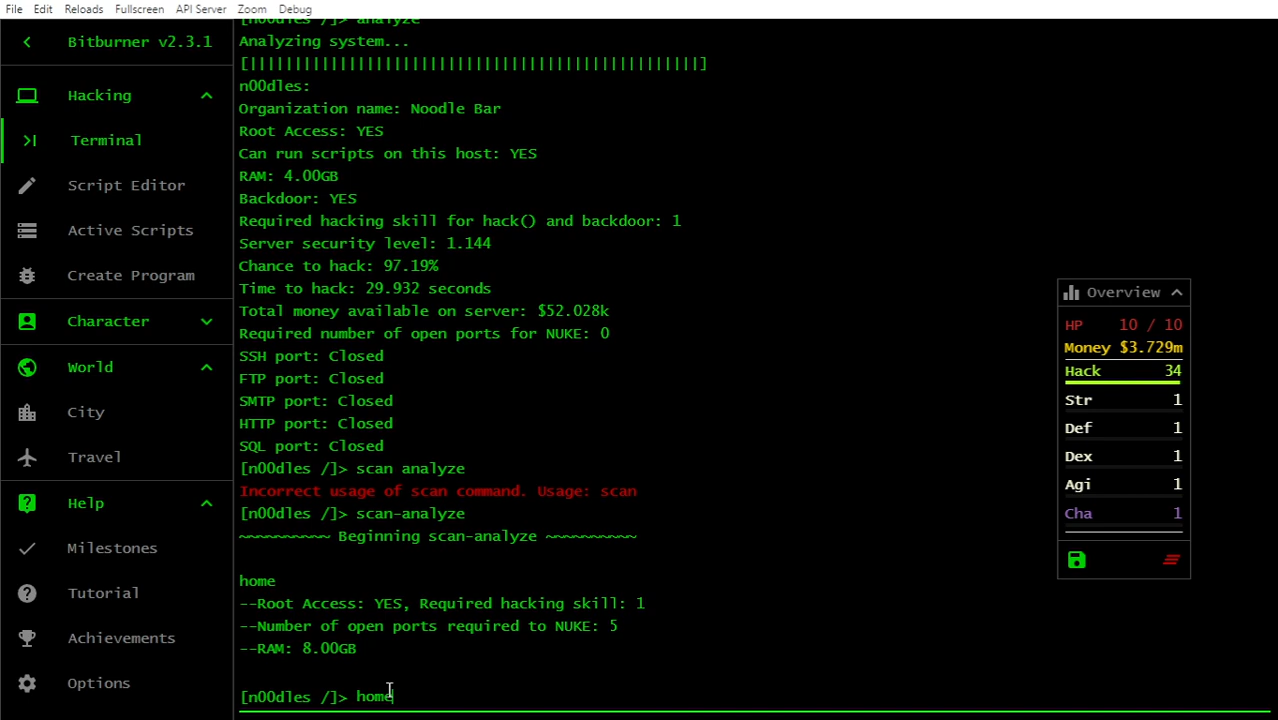 File Edit Reloads Fullscreen API Server Zoom Debug
Bitburner v2.3.1
Hacking
Terminal
Script Editor
Active Scripts
Create Program
Character
World
City
Travel
Help
Milestones
Tutorial
Achievements
Options
[n00dles /]> analyze
Analyzing system...
[||||||||||||||||||||||||||||||||||||||||||||||||||]
n00dles:
Organization name: Noodle Bar
Root Access: YES
Can run scripts on this host: YES
RAM: 4.00GB
Backdoor: YES
Required hacking skill for hack() and backdoor: 1
Server security level: 1.144
Chance to hack: 97.19%
Time to hack: 29.932 seconds
Total money available on server: $52.028k
Required number of open ports for NUKE: 0
SSH port: Closed
FTP port: Closed
SMTP port: Closed
HTTP port: Closed
SQL port: Closed
[n00dles /]> scan analyze
Incorrect usage of scan command. Usage: scan
[n00dles /]> scan-analyze
~~~~~~~~~~ Beginning scan-analyze ~~~~~~~~~~
home
--Root Access: YES, Required hacking skill: 1
--Number of open ports required to NUKE: 5
--RAM: 8.00GB
[n00dles /]> home
Overview
HP 10 / 10
Money $3.729m
Hack 34
Str 1
Def 1
Dex 1
Agi 1
Cha 1